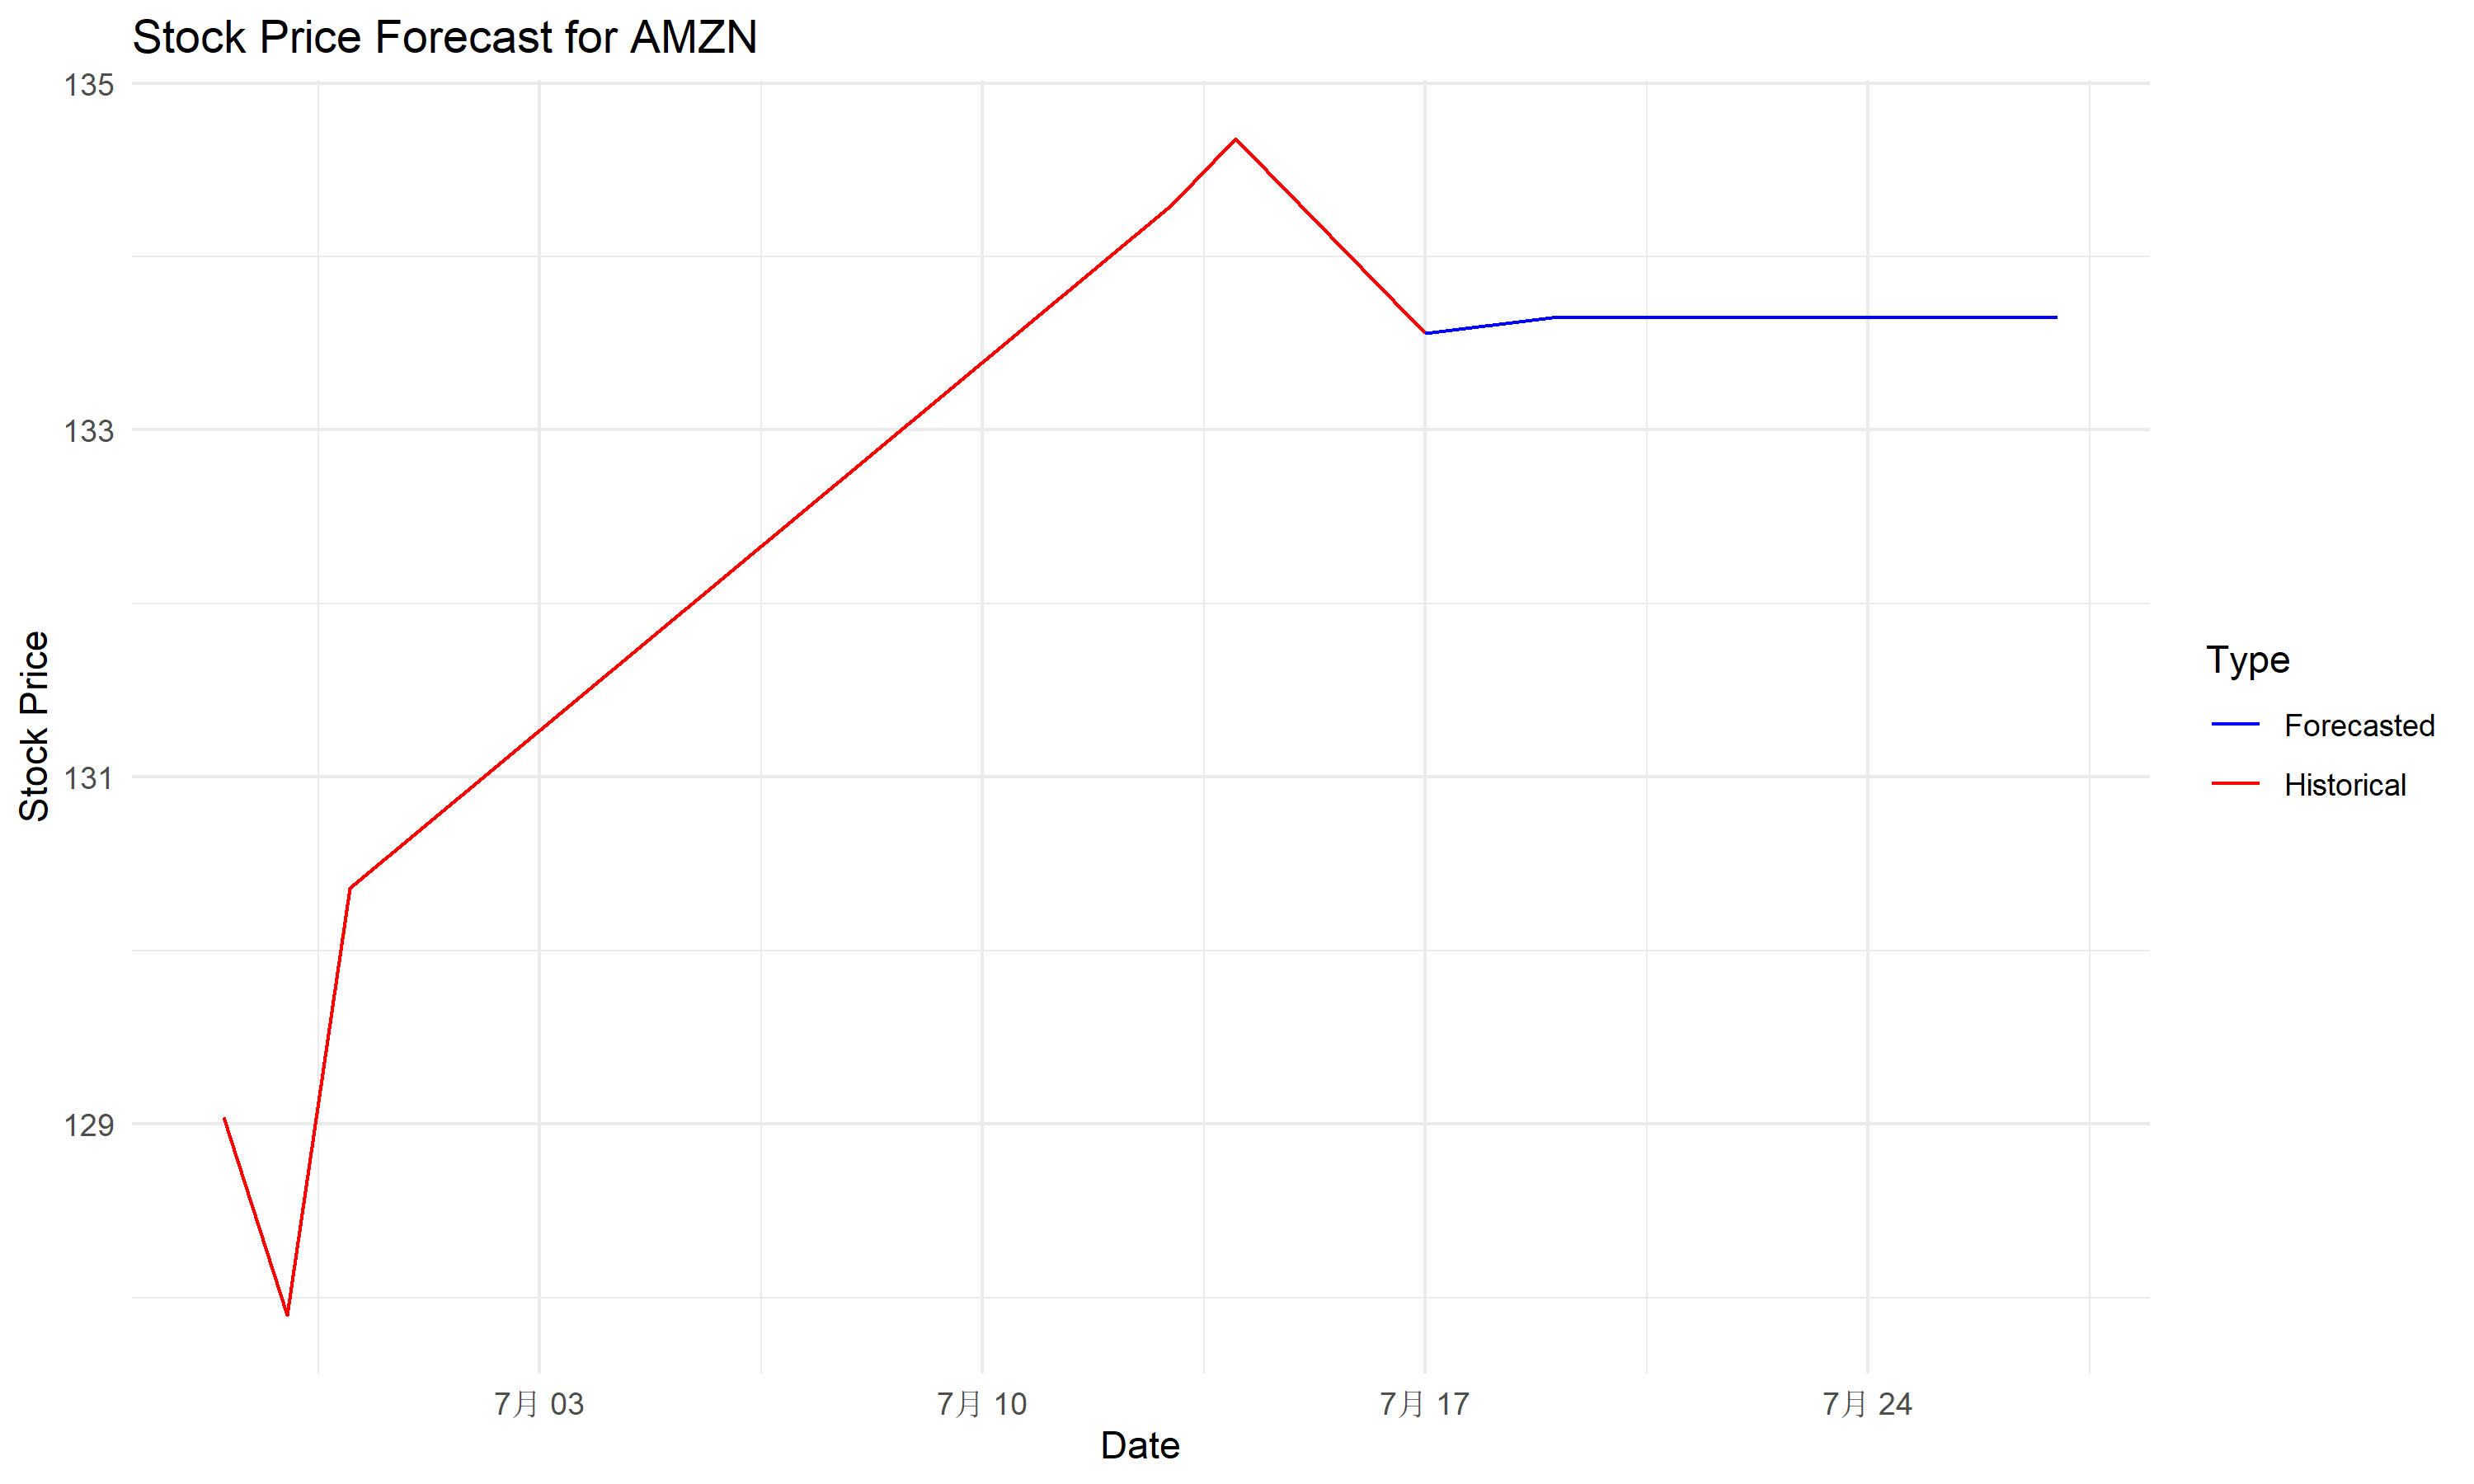 Stock Price Forecast for AMZN
135
133
131
129
Stock Price
7月 03
7月 10
7月 17
7月 24
Date
Type
Forecasted
Historical